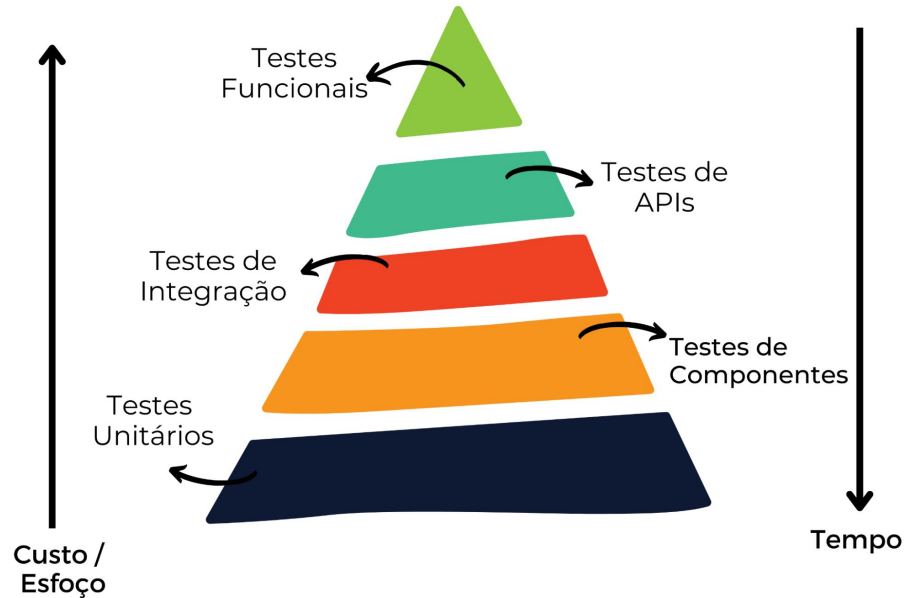 Testes
Funcionais
Testes de
APIs
Testes de
Integração
Testes de
Componentes
Testes
Unitários
Custo /
Esfoço
Tempo